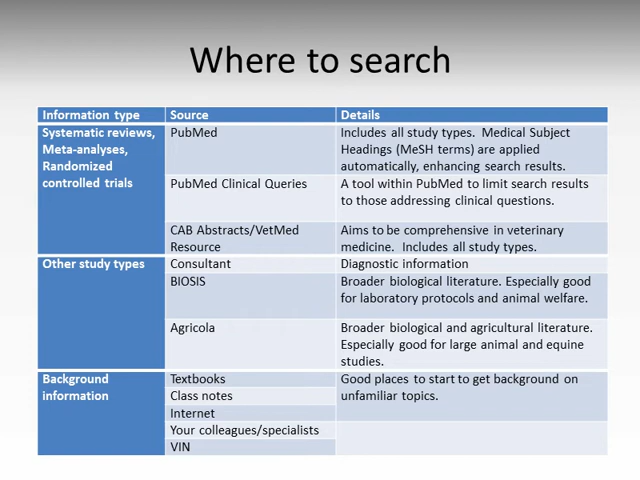 Where to search
Information type Source Details
Systematic reviews, PubMed Includes all study types. Medical Subject
Meta-analyses, Headings (MeSH terms) are applied
Randomized automatically, enhancing search results.
controlled trials PubMed Clinical Queries A tool within PubMed to limit search results
to those addressing clinical questions.
CAB Abstracts/VetMed Aims to be comprehensive in veterinary
Resource medicine. Includes all study types.
Other study types Consultant Diagnostic information
BIOSIS Broader biological literature. Especially good
for laboratory protocols and animal welfare.
Agricola Broader biological and agricultural literature.
Especially good for large animal and equine
studies.
Background Textbooks Good places to start to get background on
information Class notes unfamiliar topics.
Internet
Your colleagues/specialists
VIN